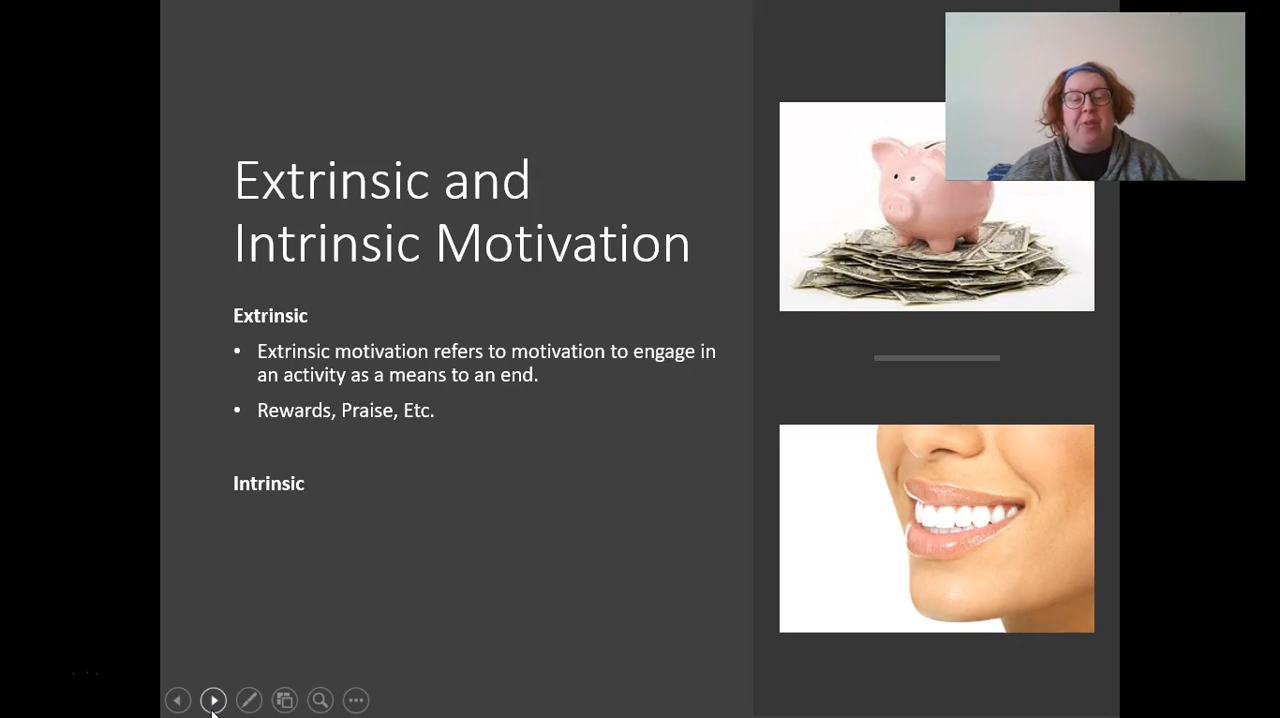 Extrinsic and
Intrinsic Motivation
Extrinsic
• Extrinsic motivation refers to motivation to engage in
an activity as a means to an end.
• Rewards, Praise, Etc.
Intrinsic